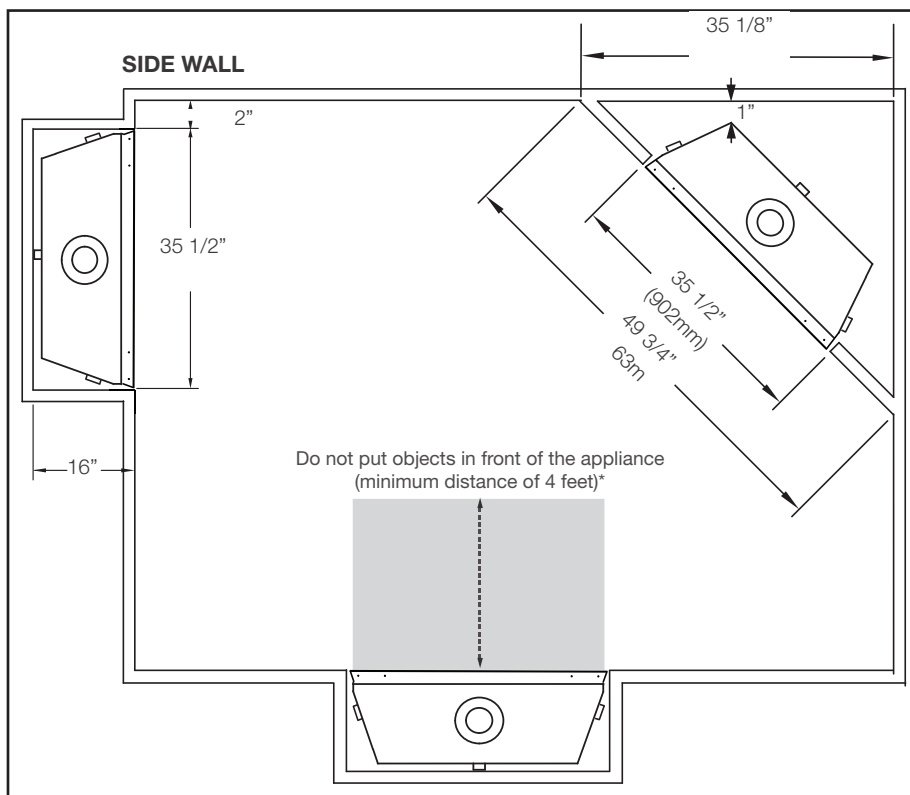 35 1/8”
SIDE WALL
2”
1”
35 1/2”
35 1/2”
(902mm)
49 3/4”
63m
16”
Do not put objects in front of the appliance
(minimum distance of 4 feet)*